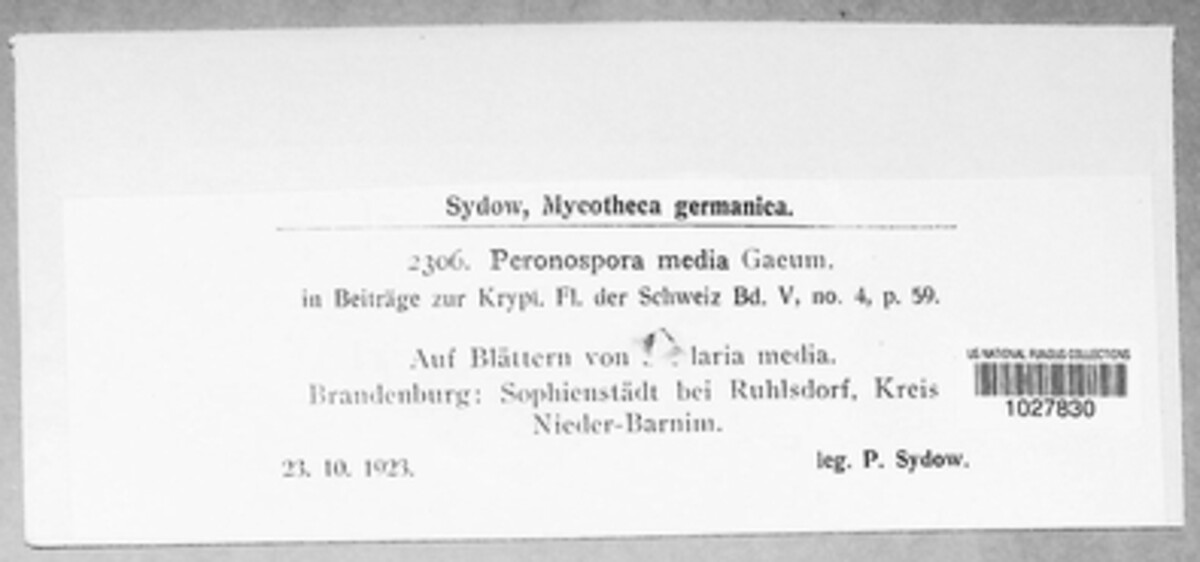 Sydow, Mycotheca germanica.
2306. Peronospora media Gaeum.
in Beiträge zur Krypt. Fl. der Schweiz Bd. V, no. 4, p. 59.
Auf Blättern von laria media.
Brandenburg: Sophienstädt bei Ruhlsdorf, Kreis
Nieder-Barnim.
23. 10. 1923.
leg. P. Sydow.
US NATIONAL FUNGUS COLLECTIONS
1027830